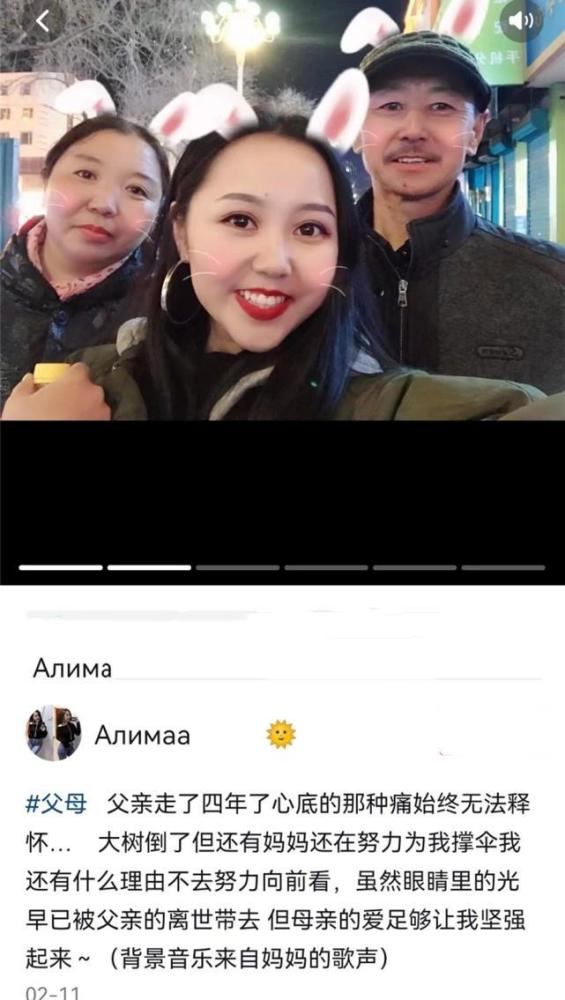 手机
Алима
Алимаа
#父母 父亲走了四年了心底的那种痛始终无法释
怀... 大树倒了但还有妈妈还在努力为我撑伞我
还有什么理由不去努力向前看，虽然眼睛里的光
早已被父亲的离世带去 但母亲的爱足够让我坚强
起来~（背景音乐来自妈妈的歌声）
02-11